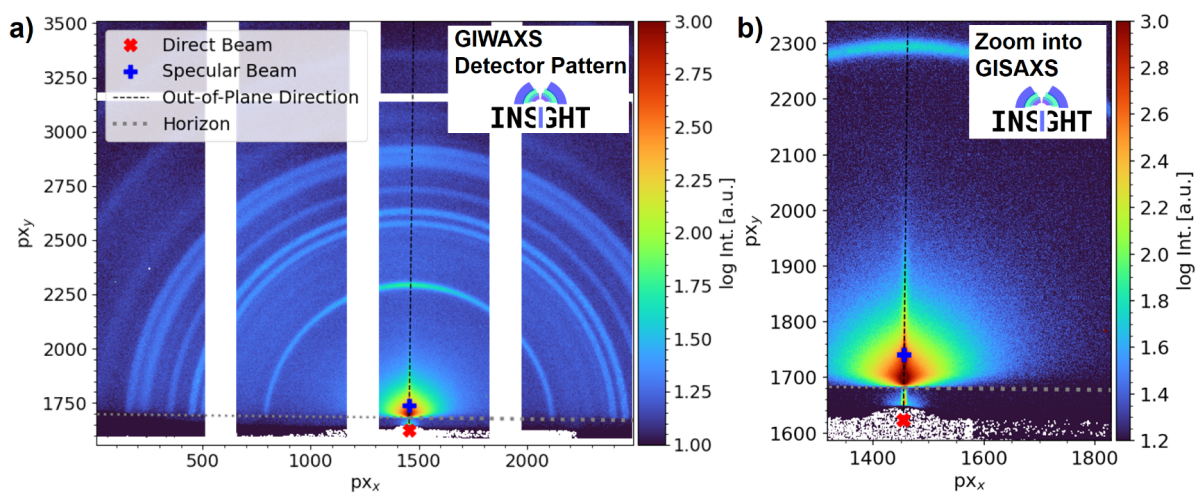 a)
Direct Beam
Specular Beam
Out-of-Plane Direction
Horizon
GIWAXS
Detector Pattern
INSIGHT
3500
3250
3000
2750
2500
2250
2000
1750
px_y
500
1000
1500
2000
px_x
3.00
2.75
2.50
2.25
2.00
1.75
1.50
1.25
1.00
log Int. [a.u.]
b)
Zoom into
GISAXS
INSIGHT
2300
2200
2100
2000
1900
1800
1700
1600
px_y
1400
1600
1800
px_x
3.0
2.8
2.6
2.4
2.2
2.0
1.8
1.6
1.4
1.2
log Int. [a.u.]